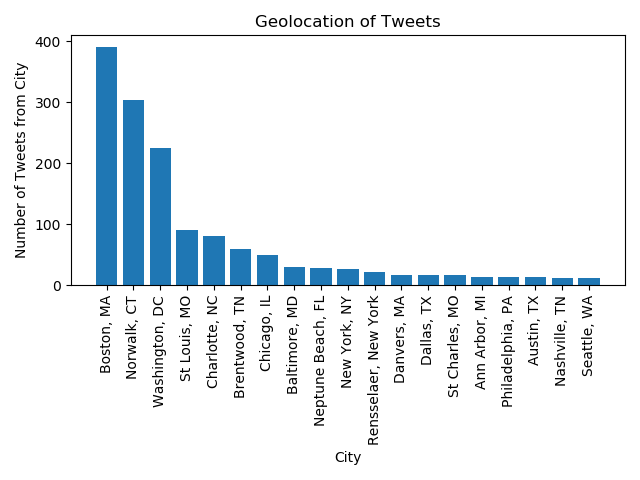 Geolocation of Tweets
Number of Tweets from City
400
300
200
100
0
Boston, MA
Norwalk, CT
Washington, DC
St Louis, MO
Charlotte, NC
Brentwood, TN
Chicago, IL
Baltimore, MD
Neptune Beach, FL
New York, NY
Rensselaer, New York
Danvers, MA
Dallas, TX
St Charles, MO
Ann Arbor, MI
Philadelphia, PA
Austin, TX
Nashville, TN
Seattle, WA
City